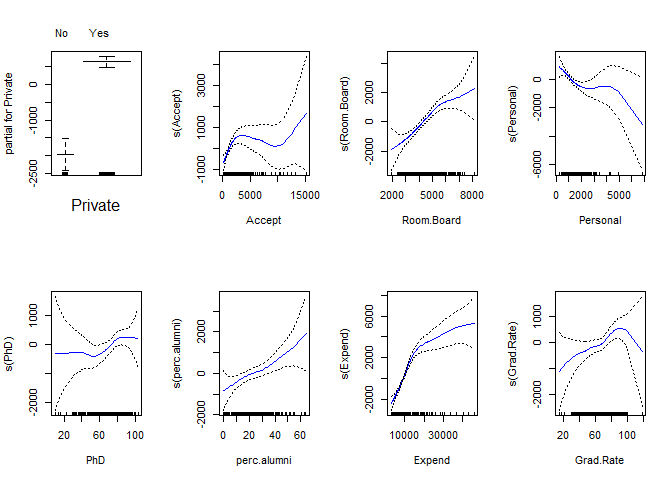 No Yes
partial for Private
0
-1000
-2500
Private
s(Accept)
3000
1000
-1000
0 5000 15000
Accept
s(Room.Board)
2000
0
-2000
2000 4000 6000 8000
Room.Board
s(Personal)
0
-2000
-6000
0 2000 5000
Personal
s(PhD)
1000
0
-2000
20 60 100
PhD
s(perc.alumni)
2000
0
-2000
0 20 40 60
perc.alumni
s(Expend)
6000
2000
-2000
10000 30000
Expend
s(Grad.Rate)
1000
0
-2000
20 60 100
Grad.Rate